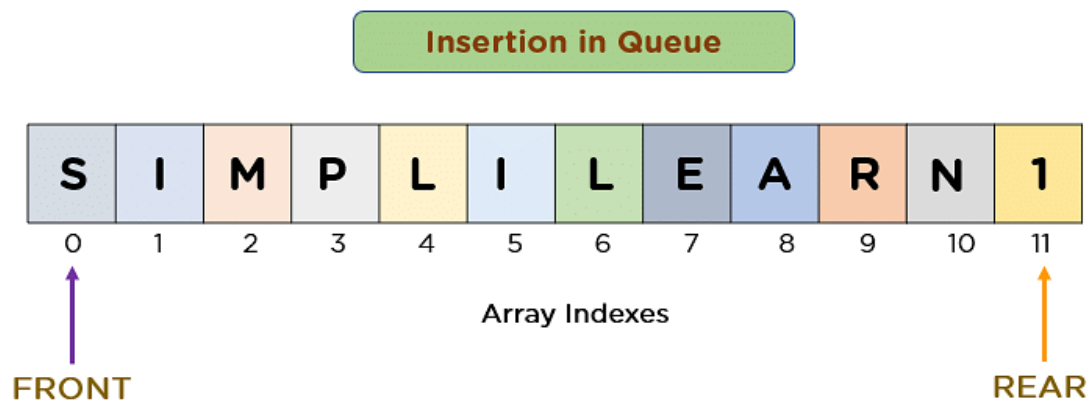 Insertion in Queue
S I M P L I L E A R N 1
0 1 2 3 4 5 6 7 8 9 10 11
Array Indexes
FRONT REAR